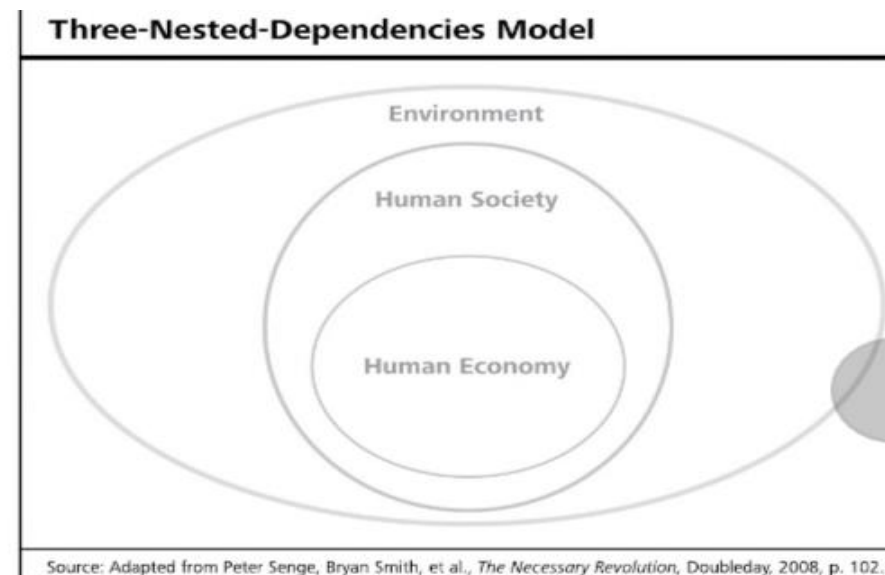 Three-Nested-Dependencies Model
Environment
Human Society
Human Economy
Source: Adapted from Peter Senge, Bryan Smith, et al., The Necessary Revolution, Doubleday, 2008, p. 102.